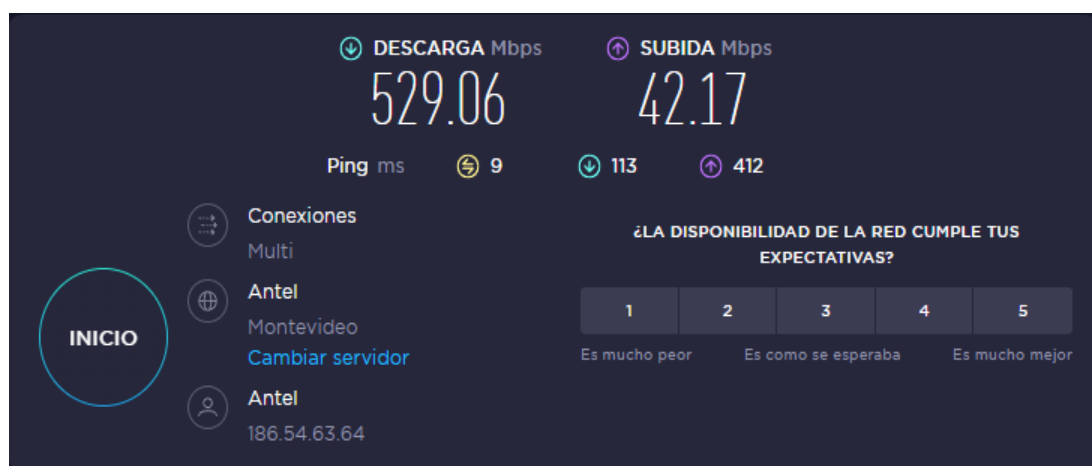 DESCARGA Mbps
529.06
SUBIDA Mbps
42.17
Ping ms 9 113 412
Conexiones
Multi
Antel
Montevideo
Cambiar servidor
Antel
186.54.63.64
INICIO
¿LA DISPONIBILIDAD DE LA RED CUMPLE TUS
EXPECTATIVAS?
1 2 3 4 5
Es mucho peor Es como se esperaba Es mucho mejor